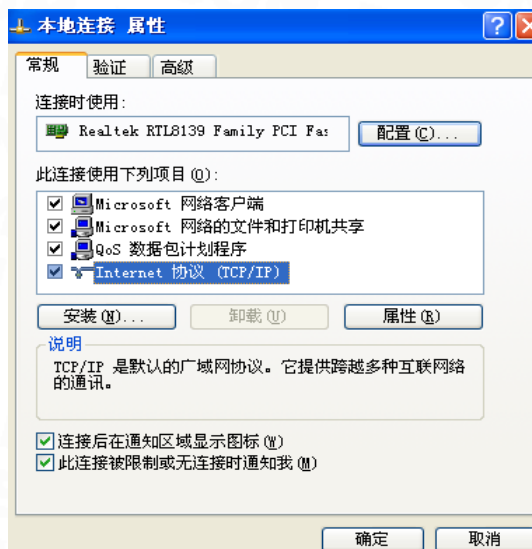 本地连接 属性
常规 验证 高级
连接时使用:
Realtek RTL8139 Family PCI Fas 配置(C)...
此连接使用下列项目(O):
Microsoft 网络客户端
Microsoft 网络的文件和打印机共享
QoS 数据包计划程序
Internet 协议 (TCP/IP)
安装(N)... 卸载(U) 属性(R)
说明
TCP/IP 是默认的广域网协议。它提供跨越多种互联网络
的通讯。
连接后在通知区域显示图标(W)
此连接被限制或无连接时通知我(M)
确定 取消